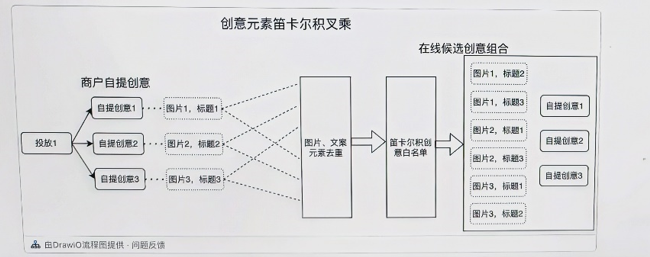 创意元素笛卡尔积叉乘
商户自提创意
在线候选创意组合
投放1
自提创意1
图片1，标题1
自提创意2
图片2，标题2
自提创意3
图片3，标题3
图片、文案
元素去重
笛卡尔积创
意白名单
图片1，标题2
图片1，标题3
图片2，标题1
图片2，标题3
图片3，标题1
图片3，标题2
自提创意1
自提创意2
自提创意3
由DrawiO流程图提供 - 问题反馈